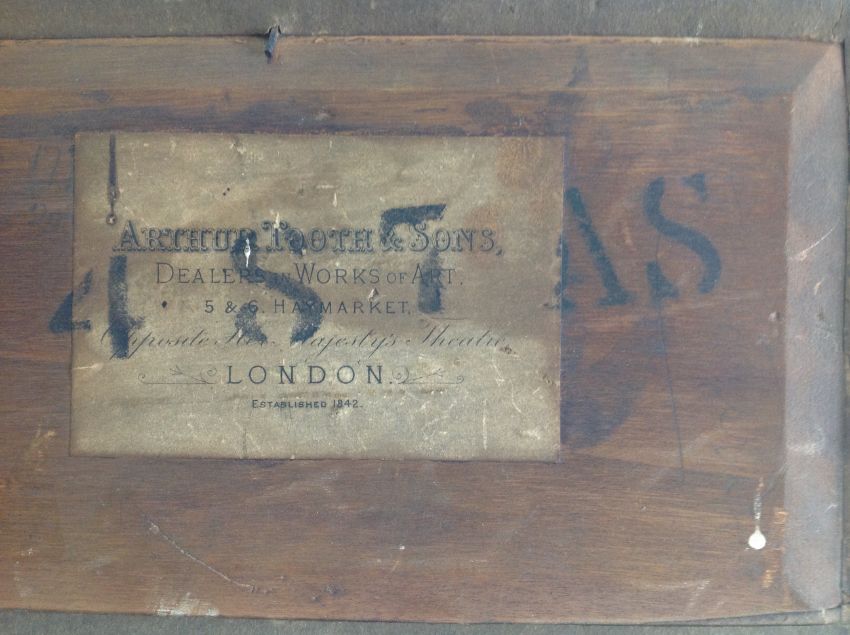 ARTHUR TOOTH & SONS,
DEALERS IN WORKS OF ART.
5 & 6, HAYMARKET,
Opposite Her Majesty's Theatre,
LONDON.
ESTABLISHED 1842.
4 S T AS